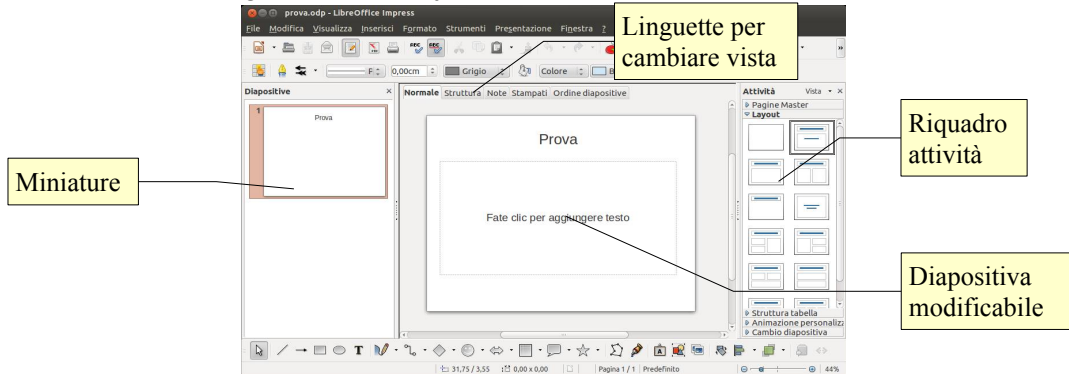 prova.odp - LibreOffice Impress
File Modifica Visualizza Inserisci Formato Strumenti Presentazione Finestra ?
Linguette per
cambiare vista
F
0,00cm
Grigio
Colore
B
Diapositive
Normale Struttura Note Stampati Ordine diapositive
Attività
Vista
1
Prova
Pagine Master
Layout
Riquadro
attività
Prova
Miniature
Fate clic per aggiungere testo
Diapositiva
modificabile
Struttura tabella
Animazione personaliz
Cambio diapositiva
T
31,75 / 3,55
0,00 x 0,00
Pagina 1 / 1
Predefinito
44%